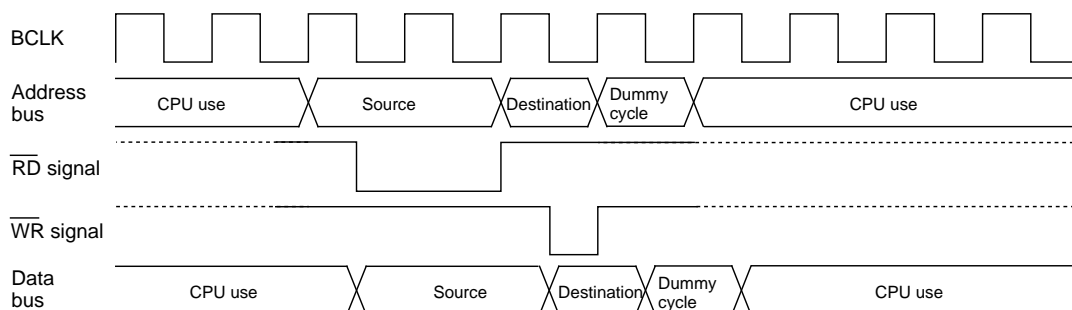 BCLK
Address
bus
CPU use
Source
Destination
Dummy
cycle
CPU use
RD signal
WR signal
Data
bus
CPU use
Source
Destination
Dummy
cycle
CPU use